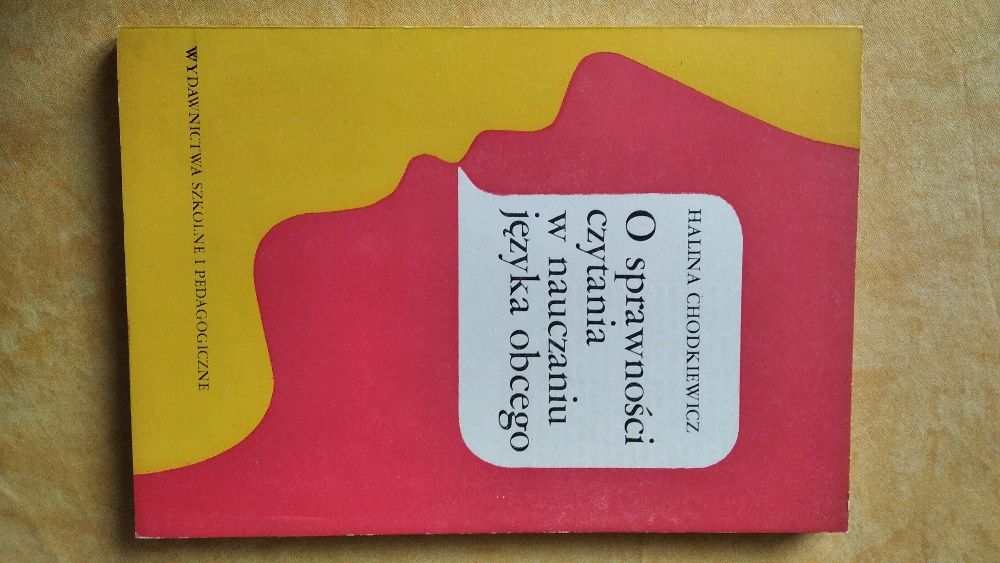 HALINA CHODKIEWICZ
O sprawności
czytania
w nauczaniu
języka obcego
WYDAWNICTWA SZKOLNE I PEDAGOGICZNE